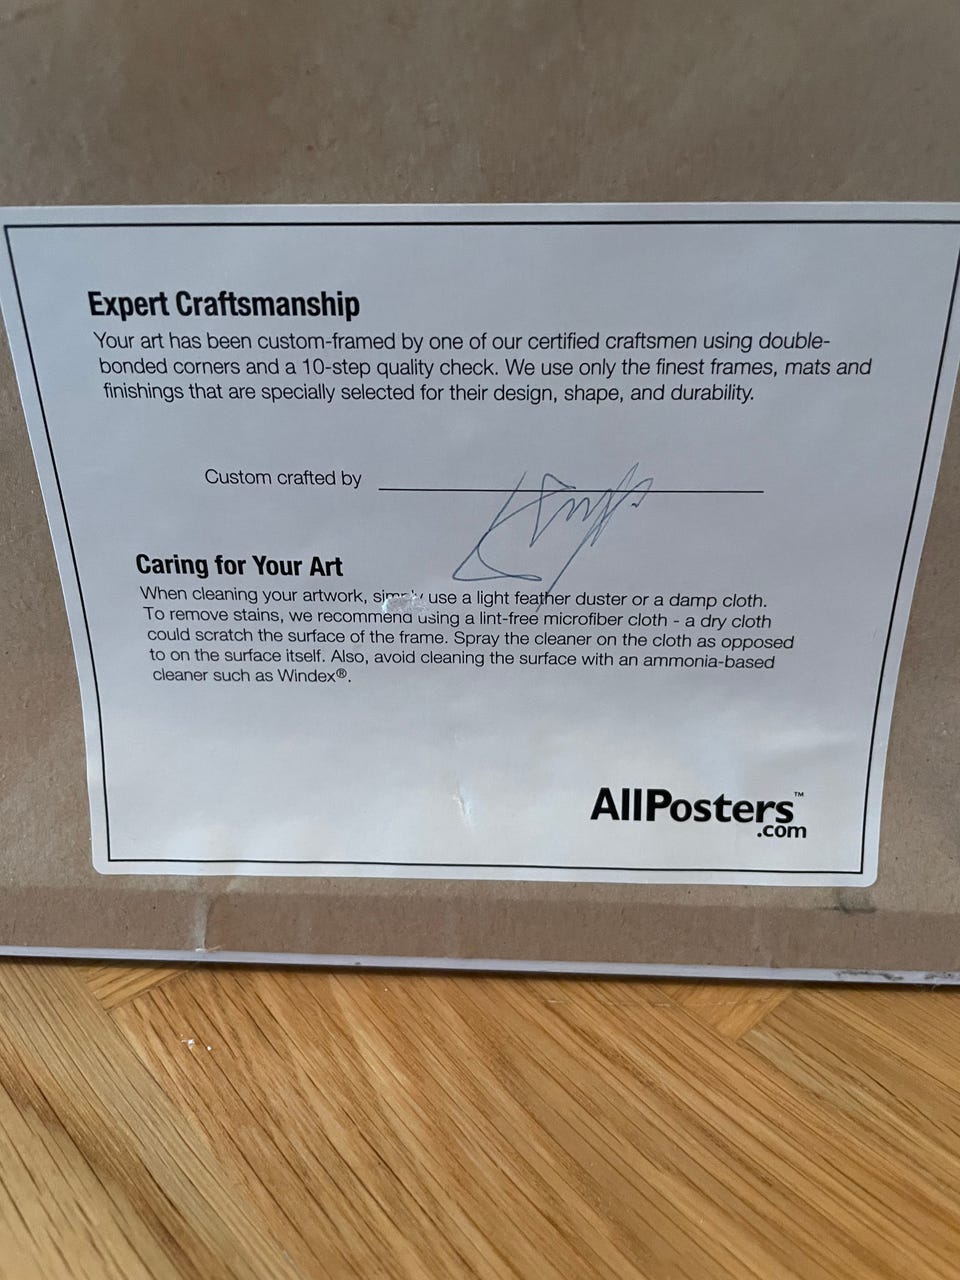 Expert Craftsmanship
Your art has been custom-framed by one of our certified craftsmen using double-
bonded corners and a 10-step quality check. We use only the finest frames, mats and
finishings that are specially selected for their design, shape, and durability.
Custom crafted by
Caring for Your Art
When cleaning your artwork, simply use a light feather duster or a damp cloth.
To remove stains, we recommend using a lint-free microfiber cloth - a dry cloth
could scratch the surface of the frame. Spray the cleaner on the cloth as opposed
to on the surface itself. Also, avoid cleaning the surface with an ammonia-based
cleaner such as Windex®.
AllPosters™
.com